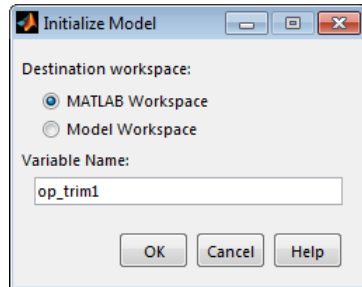 Initialize Model
Destination workspace:
MATLAB Workspace
Model Workspace
Variable Name:
op_trim1
OK Cancel Help